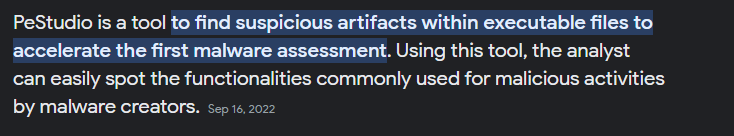 PeStudio is a tool to find suspicious artifacts within executable files to
accelerate the first malware assessment. Using this tool, the analyst
can easily spot the functionalities commonly used for malicious activities
by malware creators. Sep 16, 2022